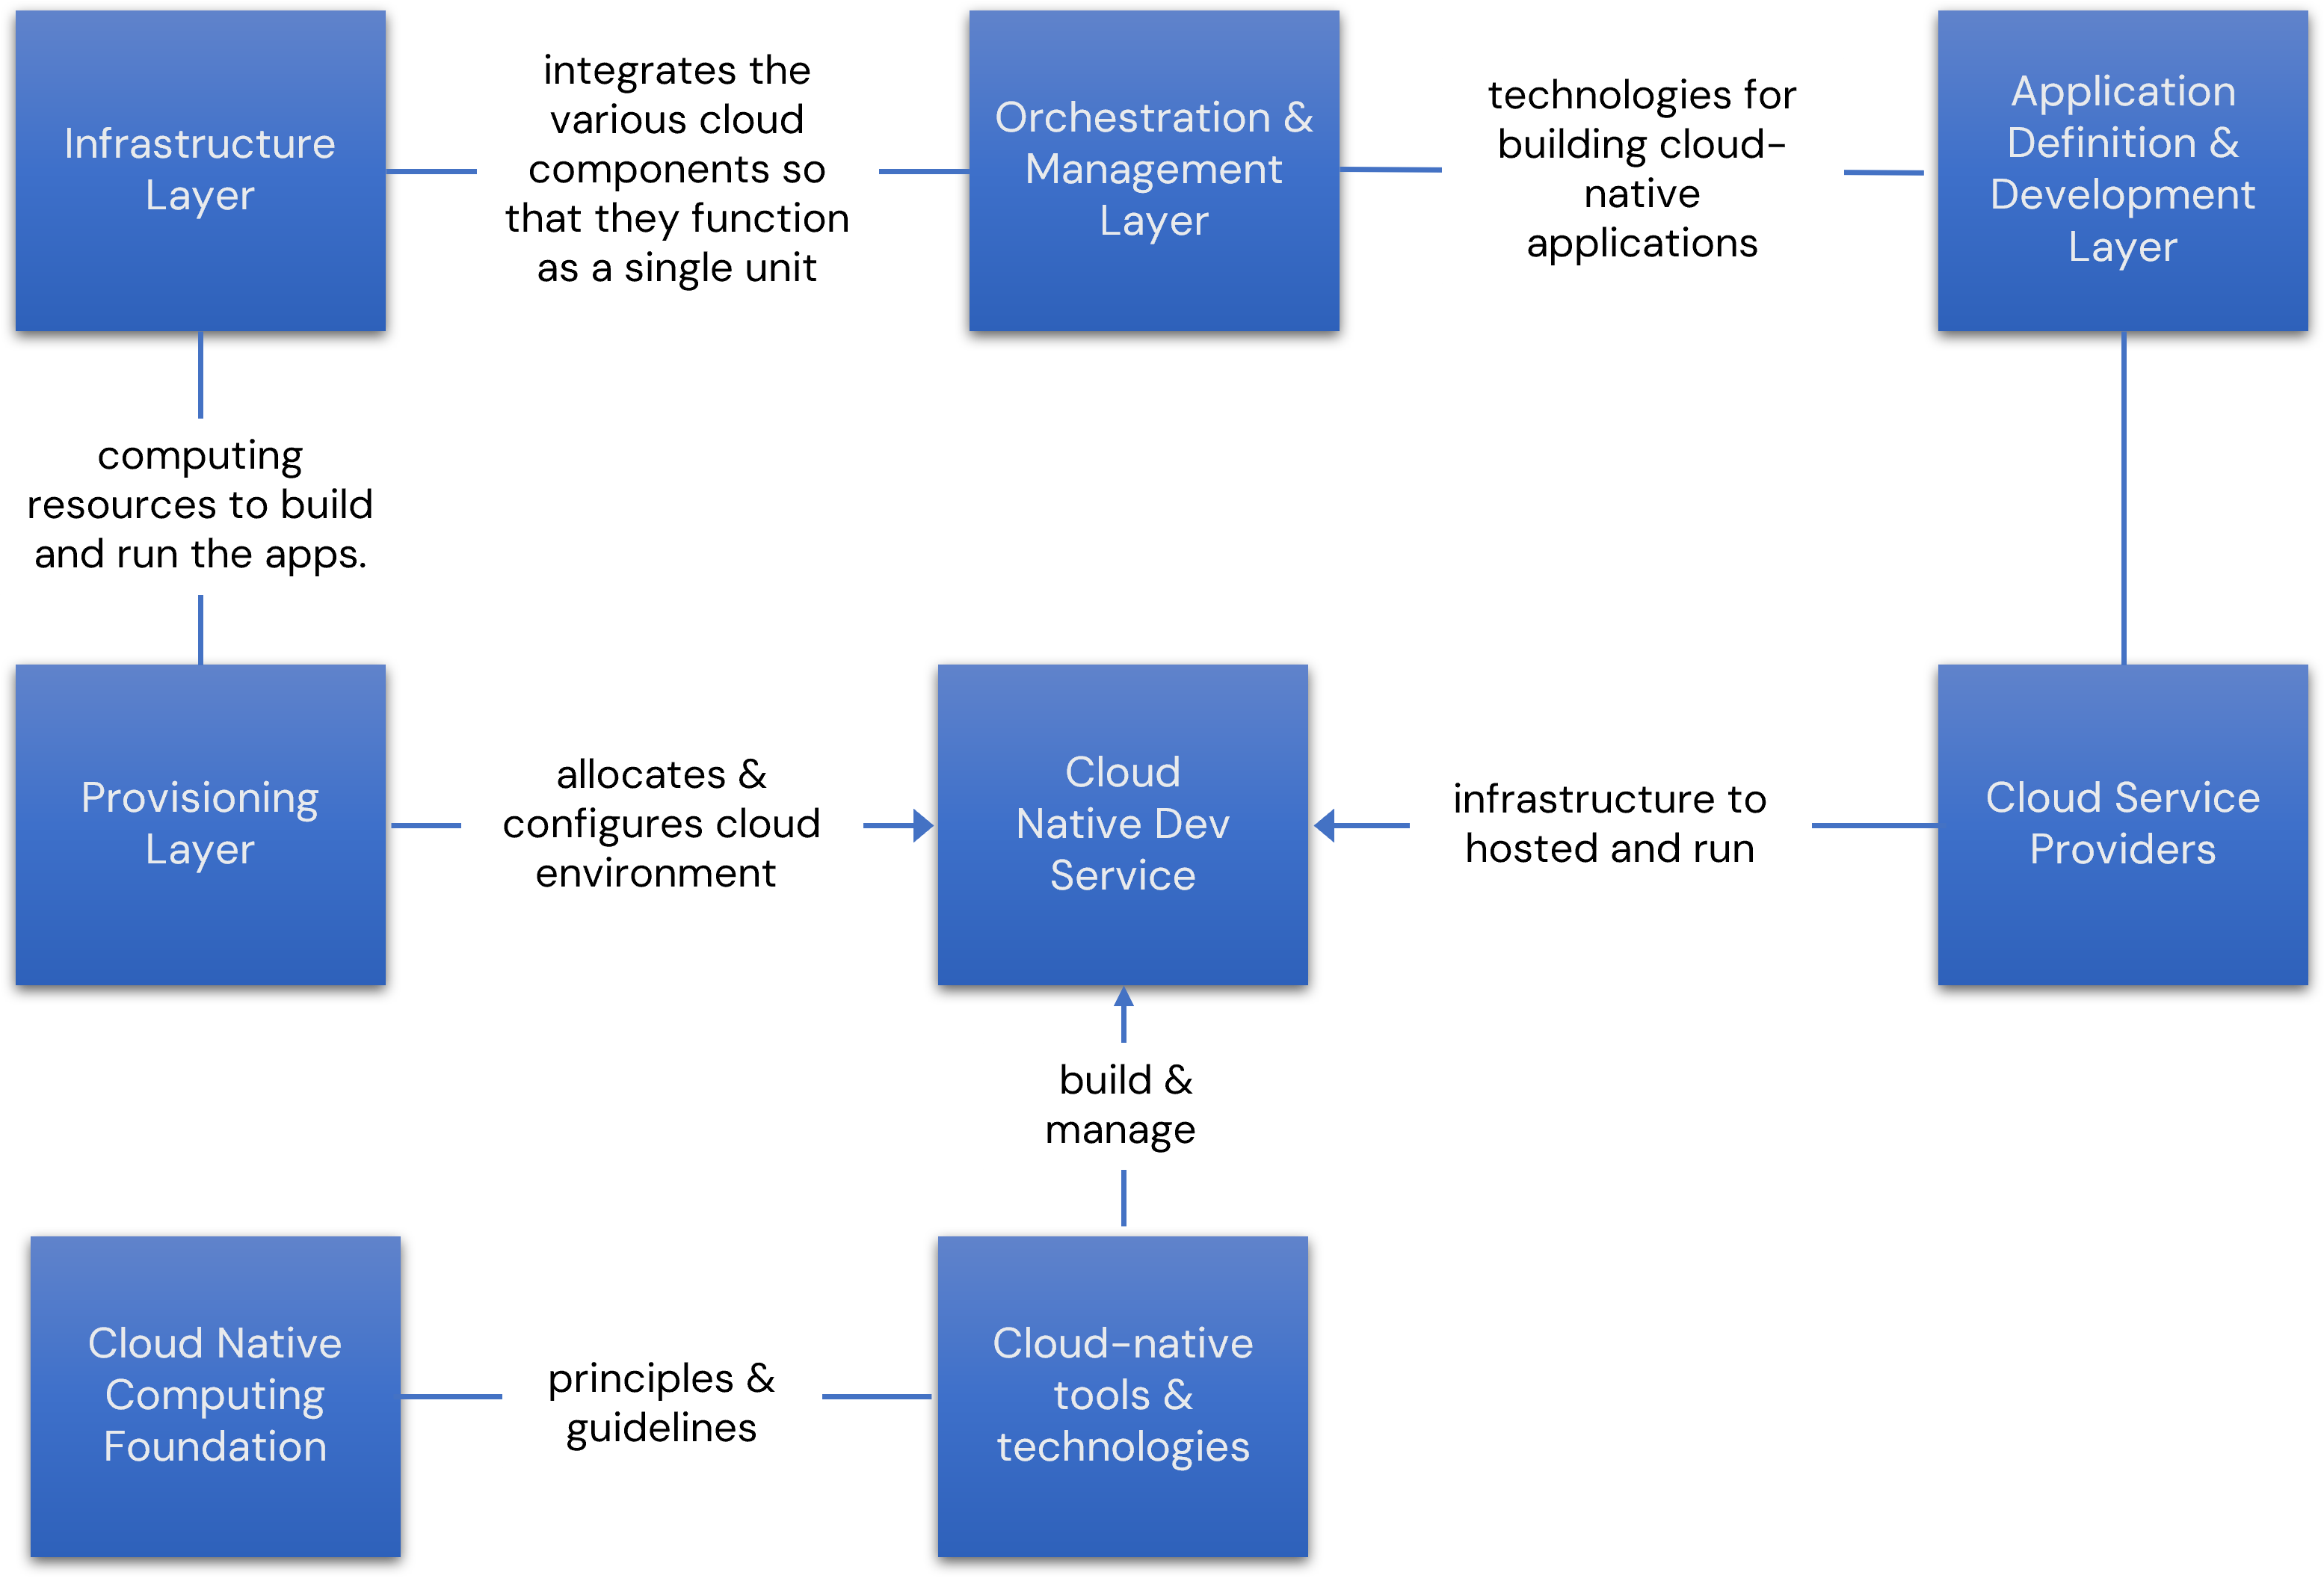 Infrastructure
Layer
integrates the
various cloud
components so
that they function
as a single unit
Orchestration &
Management
Layer
technologies for
building cloud-
native
applications
Application
Definition &
Development
Layer
computing
resources to build
and run the apps.
Provisioning
Layer
allocates &
configures cloud
environment
Cloud
Native Dev
Service
infrastructure to
hosted and run
Cloud Service
Providers
build &
manage
Cloud Native
Computing
Foundation
principles &
guidelines
Cloud-native
tools &
technologies